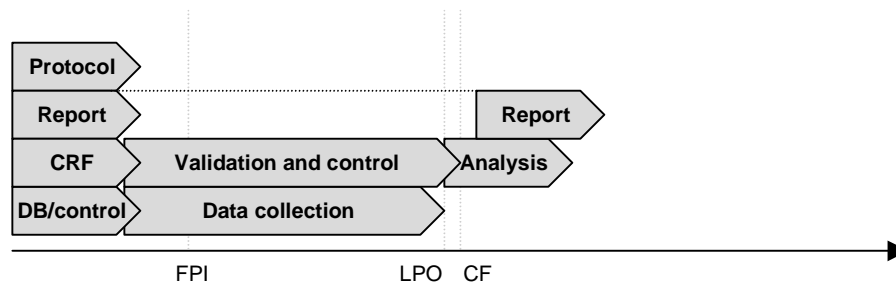 Protocol
Report Report
CRF Validation and control Analysis
DB/control Data collection
FPI LPO CF